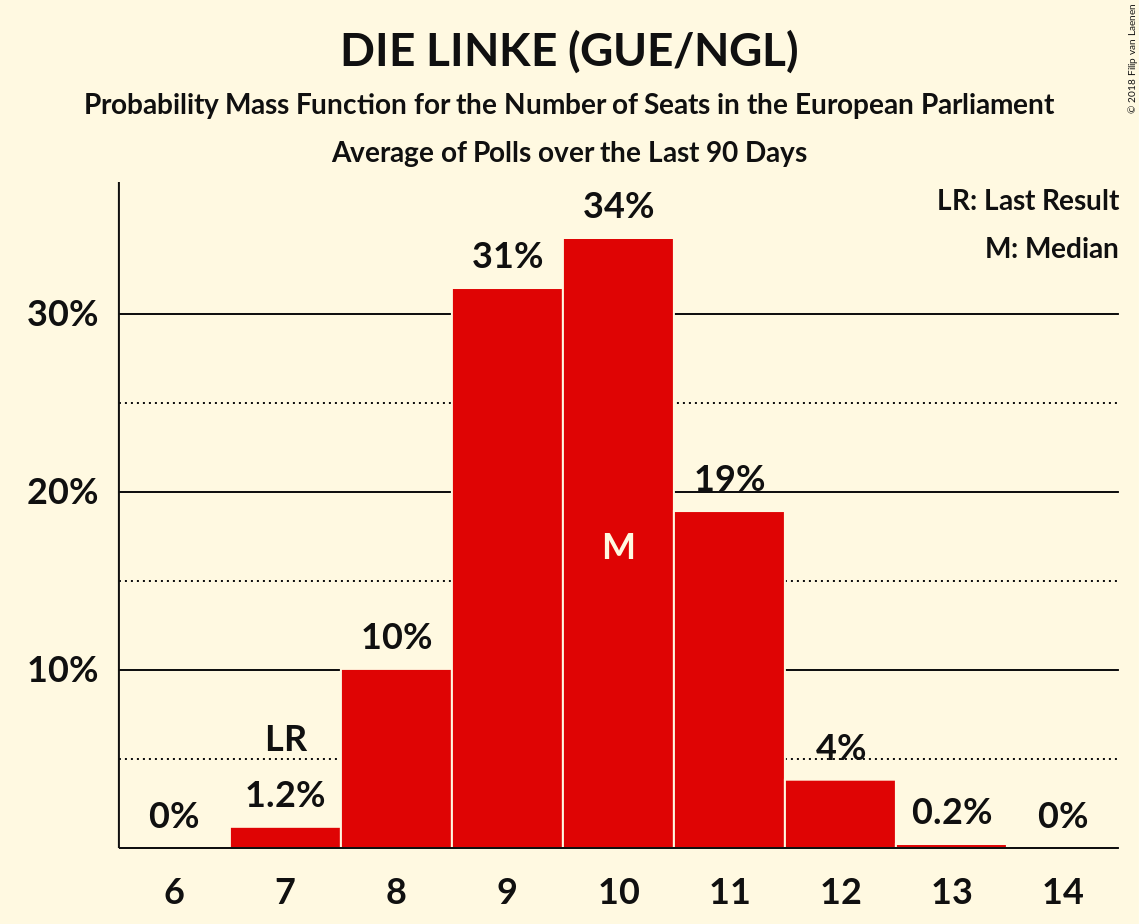 DIE LINKE (GUE/NGL)
Probability Mass Function for the Number of Seats in the European Parliament
Average of Polls over the Last 90 Days
© 2018 Filip van Laenen
LR: Last Result
M: Median
34%
31%
30%
19%
20%
M
10%
10%
LR
4%
1.2%
0%
0.2%
0%
6 7 8 9 10 11 12 13 14